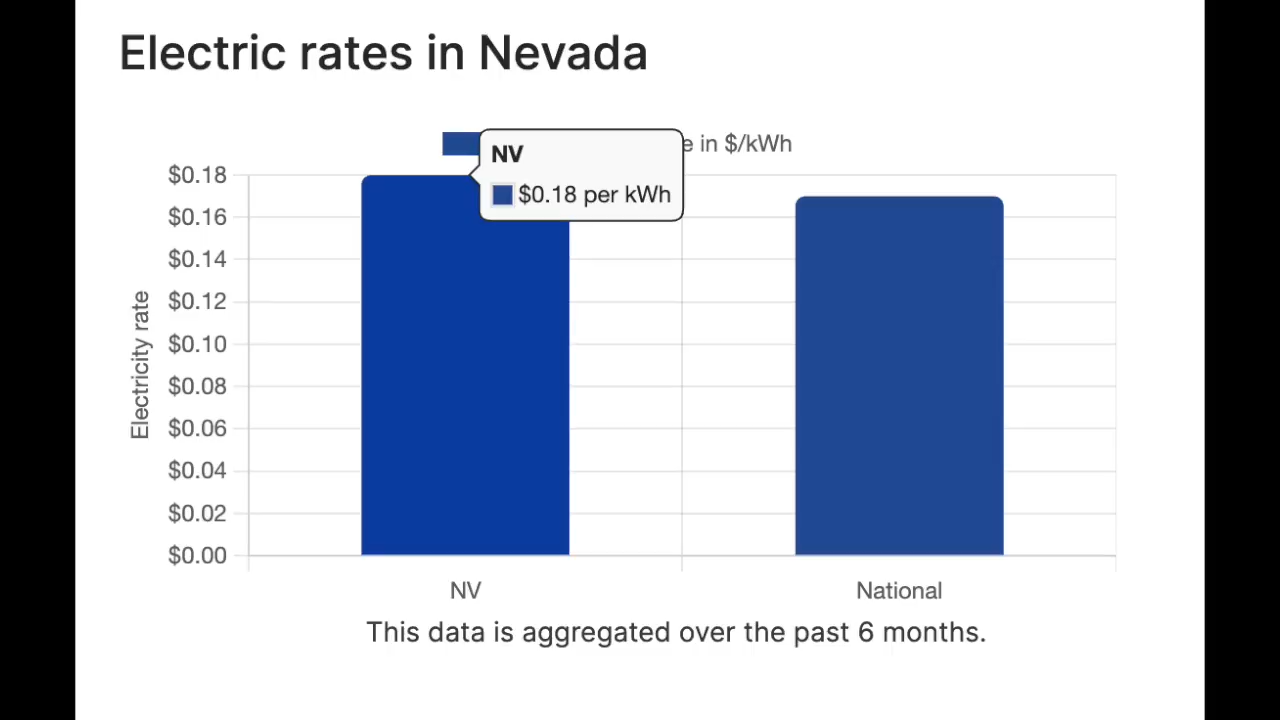 Electric rates in Nevada
in $/kWh
NV
$0.18 per kWh
$0.18
$0.16
$0.14
$0.12
$0.10
$0.08
$0.06
$0.04
$0.02
$0.00
Electricity rate
NV
National
This data is aggregated over the past 6 months.